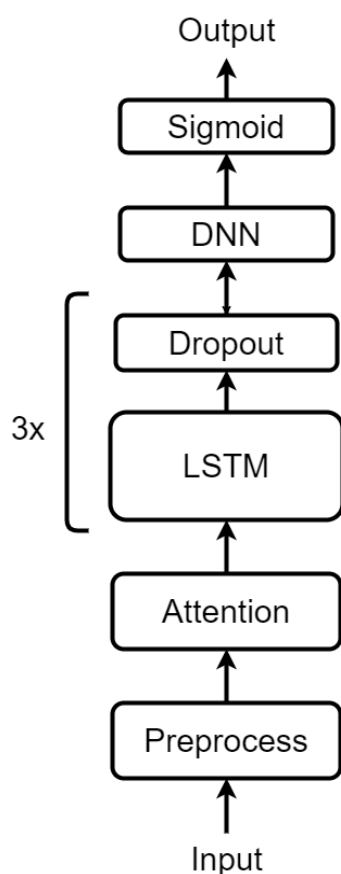 Output
Sigmoid
DNN
Dropout
3x
LSTM
Attention
Preprocess
Input